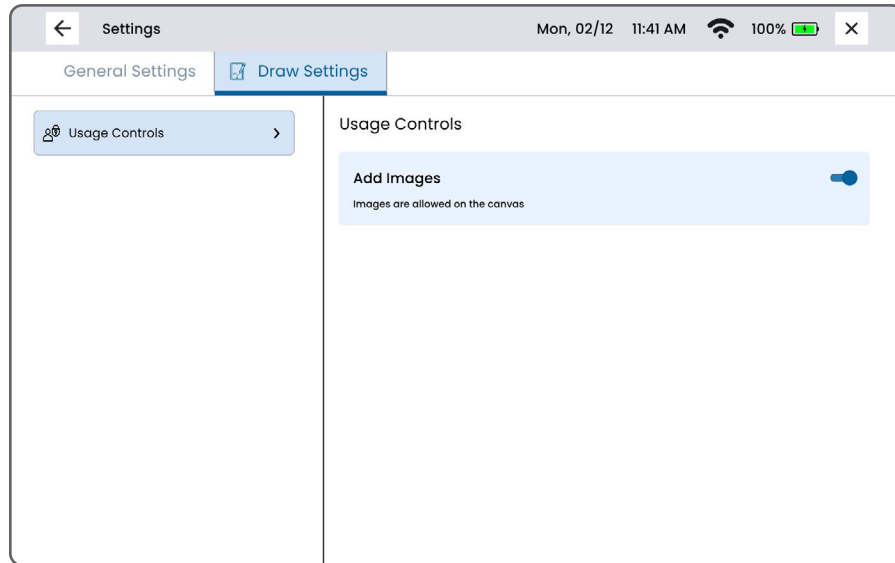 Settings
Mon, 02/12 11:41 AM 100%
General Settings
Draw Settings
Usage Controls
Usage Controls
Add Images
Images are allowed on the canvas